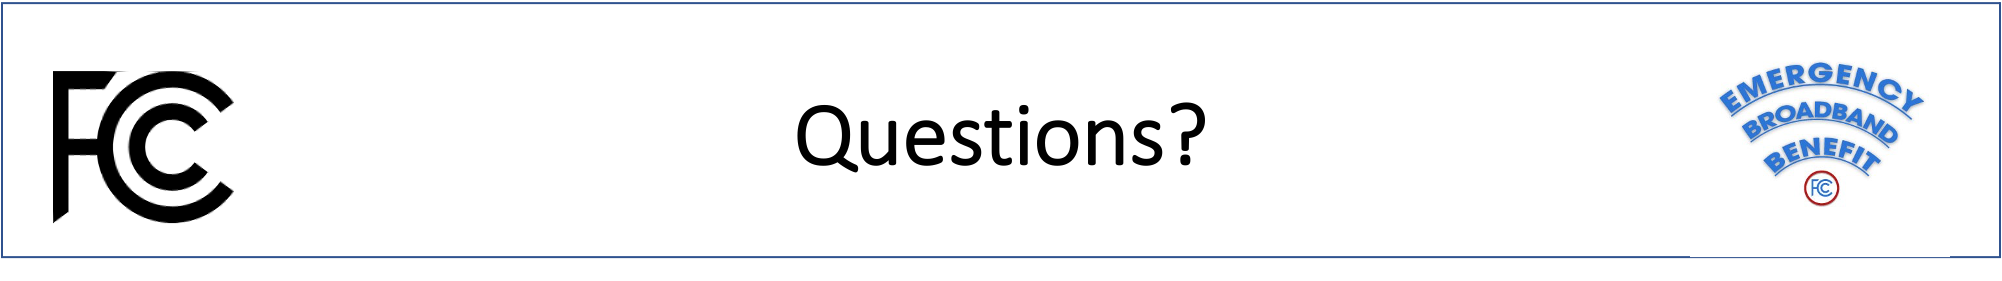 FCC
Questions?
EMERGENCY
BROADBAND
BENEFIT
FCC